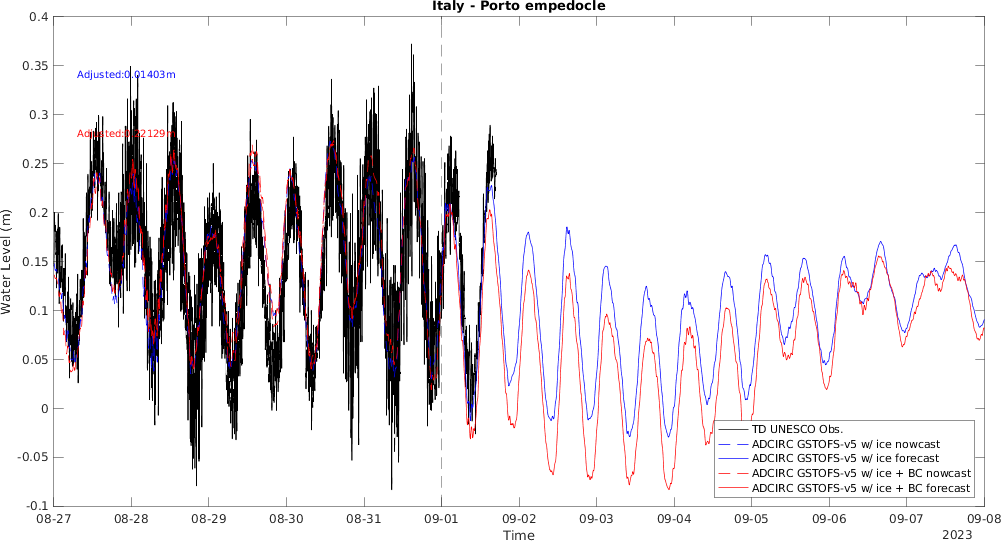 Italy - Porto empedocle
Water Level (m)
0.4
0.35
0.3
0.25
0.2
0.15
0.1
0.05
0
-0.05
-0.1
Adjusted:0.01403m
Adjusted:0.02129m
TD UNESCO Obs.
ADCIRC GSTOFS-v5 w/ ice nowcast
ADCIRC GSTOFS-v5 w/ ice forecast
ADCIRC GSTOFS-v5 w/ ice + BC nowcast
ADCIRC GSTOFS-v5 w/ ice + BC forecast
08-27 08-28 08-29 08-30 08-31 09-01 09-02 09-03 09-04 09-05 09-06 09-07 09-08
Time
2023